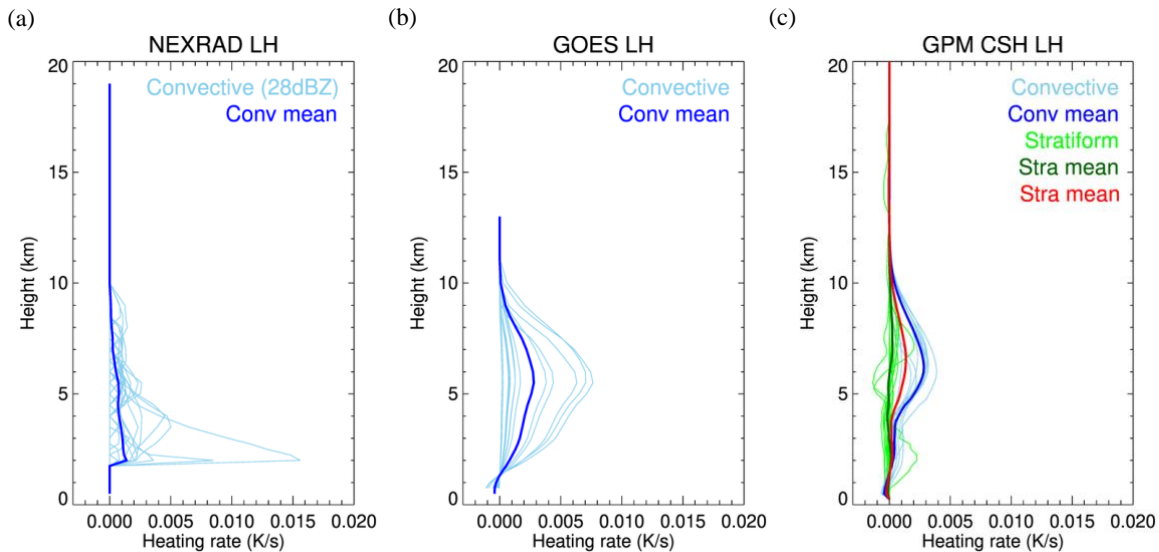 (a)
NEXRAD LH
20
15
10
5
0
Height (km)
Convective (28dBZ)
Conv mean
0.000 0.005 0.010 0.015 0.020
Heating rate (K/s)
(b)
GOES LH
20
15
10
5
0
Height (km)
Convective
Conv mean
0.000 0.005 0.010 0.015 0.020
Heating rate (K/s)
(c)
GPM CSH LH
20
15
10
5
0
Height (km)
Convective
Conv mean
Stratiform
Stra mean
Stra mean
0.000 0.005 0.010 0.015 0.020
Heating rate (K/s)